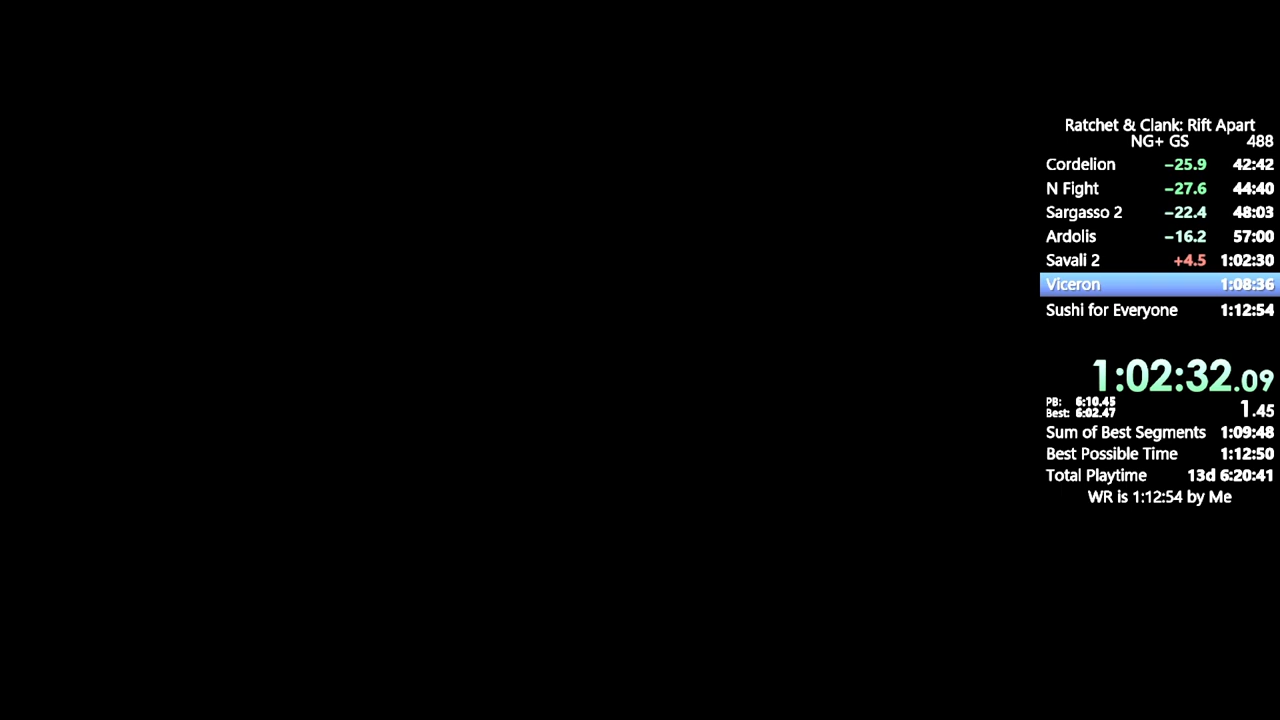 Ratchet & Clank: Rift Apart
NG+ GS 488
Cordelion −25.9 42:42
N Fight −27.6 44:40
Sargasso 2 −22.4 48:03
Ardolis −16.2 57:00
Savali 2 +4.5 1:02:30
Viceron 1:08:36
Sushi for Everyone 1:12:54
1:02:32.09
PB: 6:10.45
Best: 6:02.47 1.45
Sum of Best Segments 1:09:48
Best Possible Time 1:12:50
Total Playtime 13d 6:20:41
WR is 1:12:54 by Me